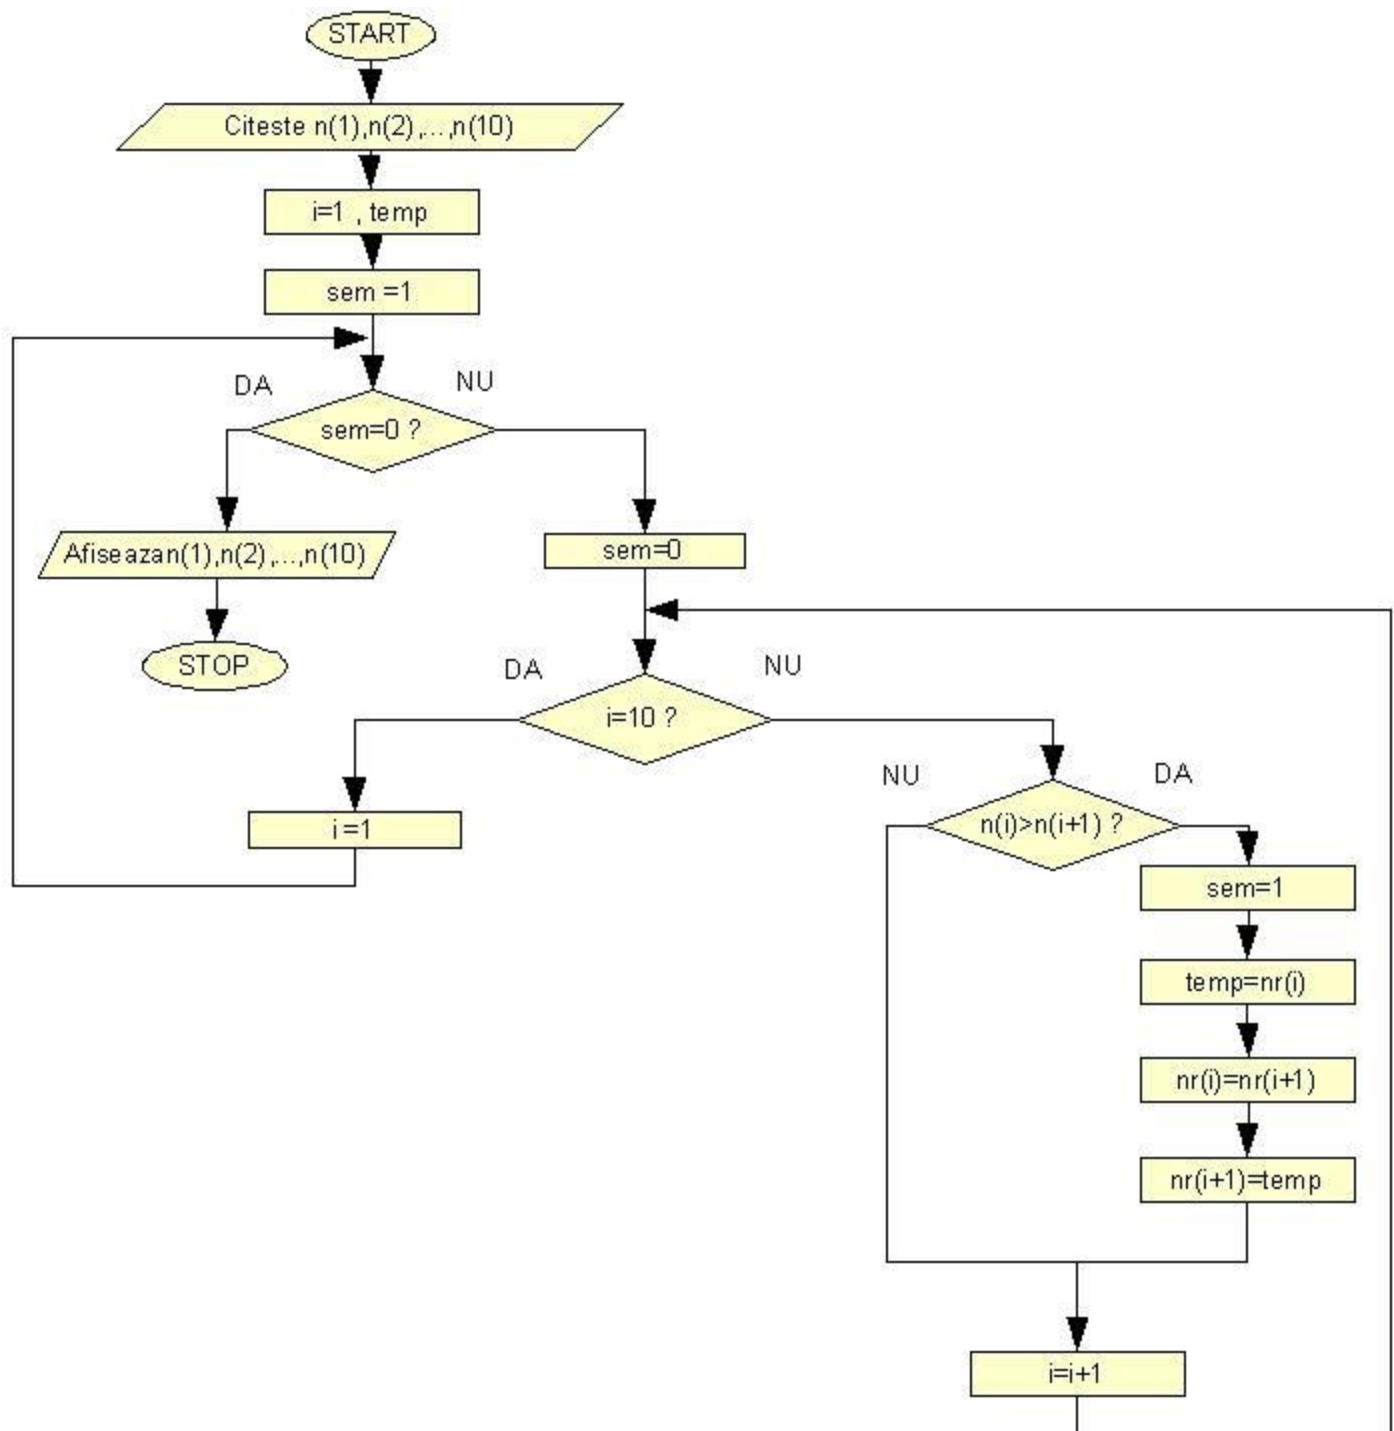 START
Citeste n(1),n(2),...,n(10)
i=1 , temp
sem =1
DA
NU
sem=0 ?
Afiseazan(1),n(2),...,n(10)
sem=0
STOP
DA
NU
i=10 ?
NU
DA
i =1
n(i)>n(i+1) ?
sem=1
temp=nr(i)
nr(i)=nr(i+1)
nr(i+1)=temp
i=i+1